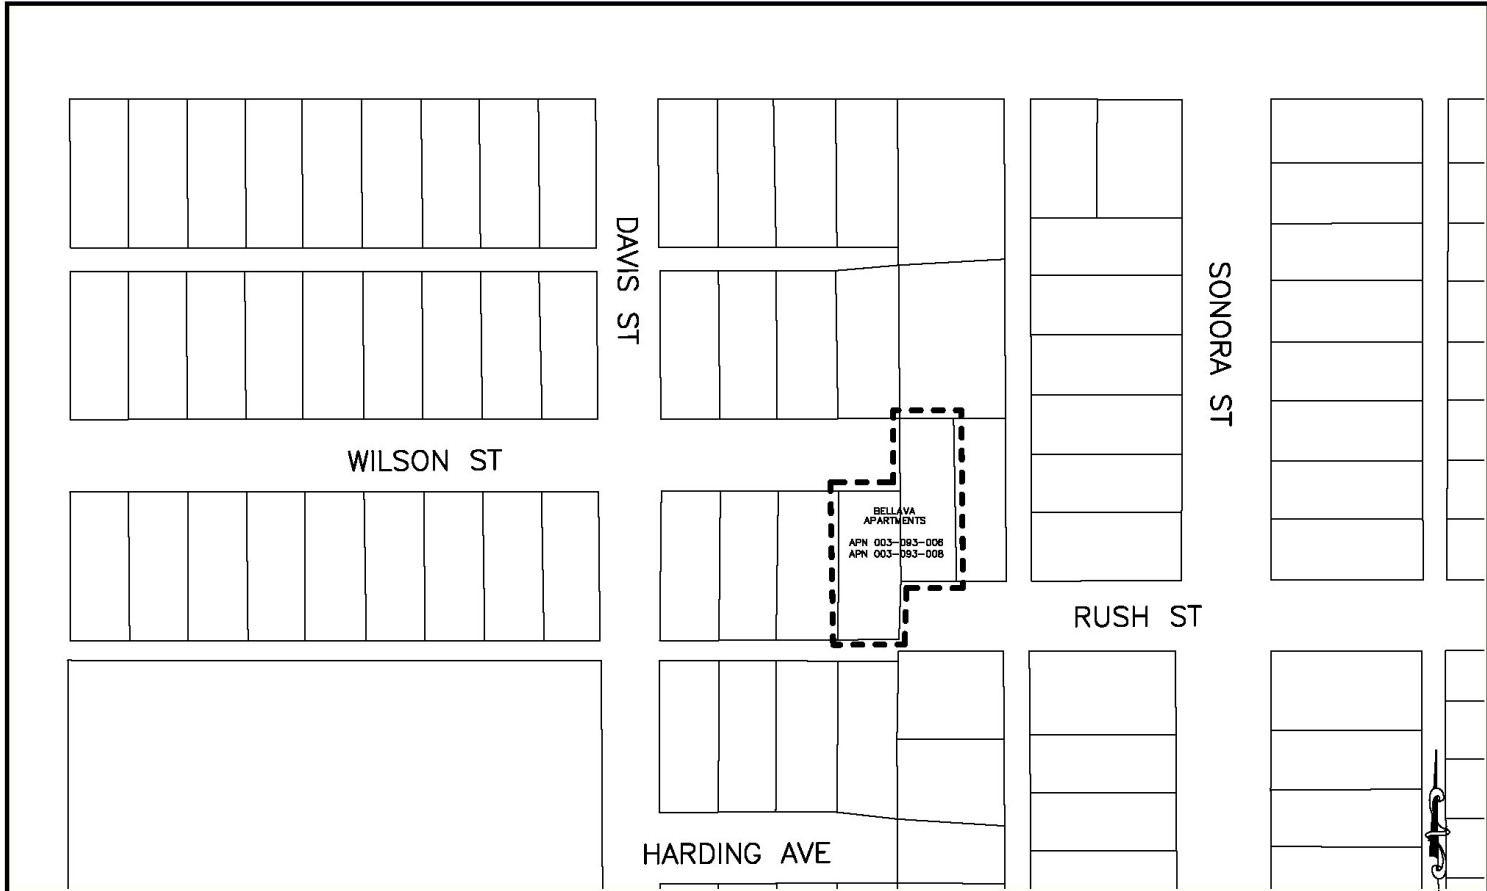 DAVIS ST
SONORA ST
WILSON ST
BELLAVA
APARTMENTS
APN 003-093-006
APN 003-093-008
RUSH ST
HARDING AVE